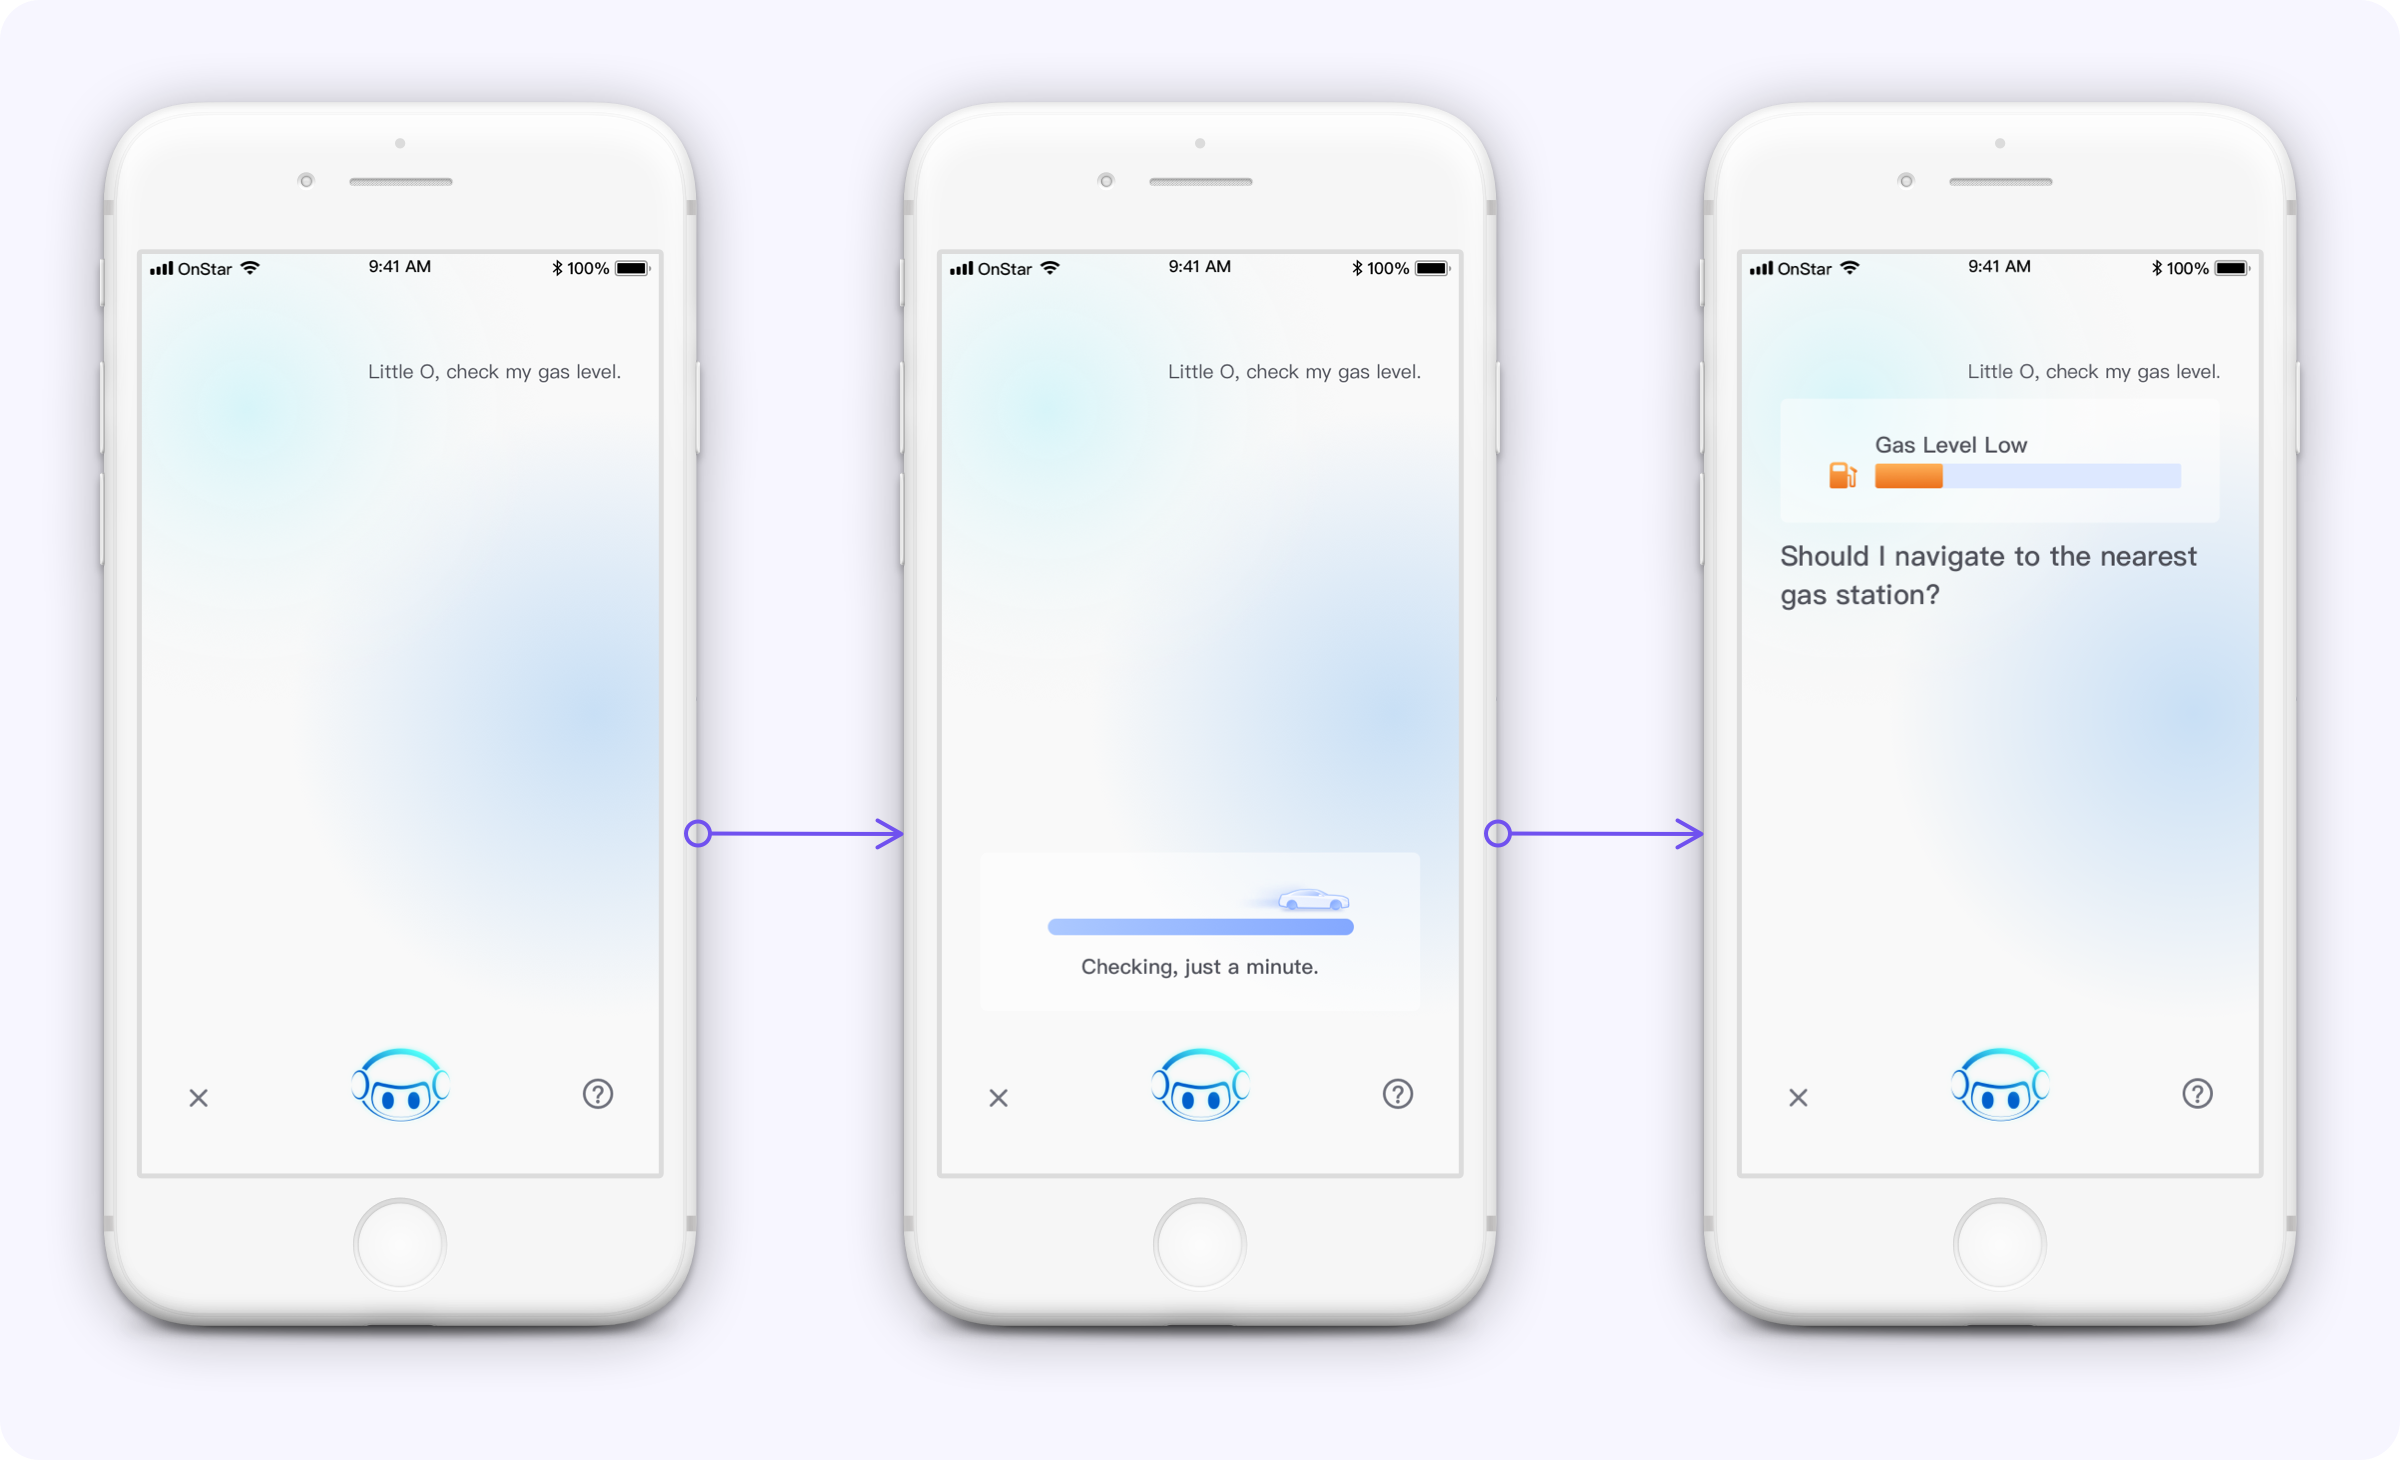 OnStar 9:41 AM 100%
Little O, check my gas level.
OnStar 9:41 AM 100%
Little O, check my gas level.
Checking, just a minute.
OnStar 9:41 AM 100%
Little O, check my gas level.
Gas Level Low
Should I navigate to the nearest
gas station?